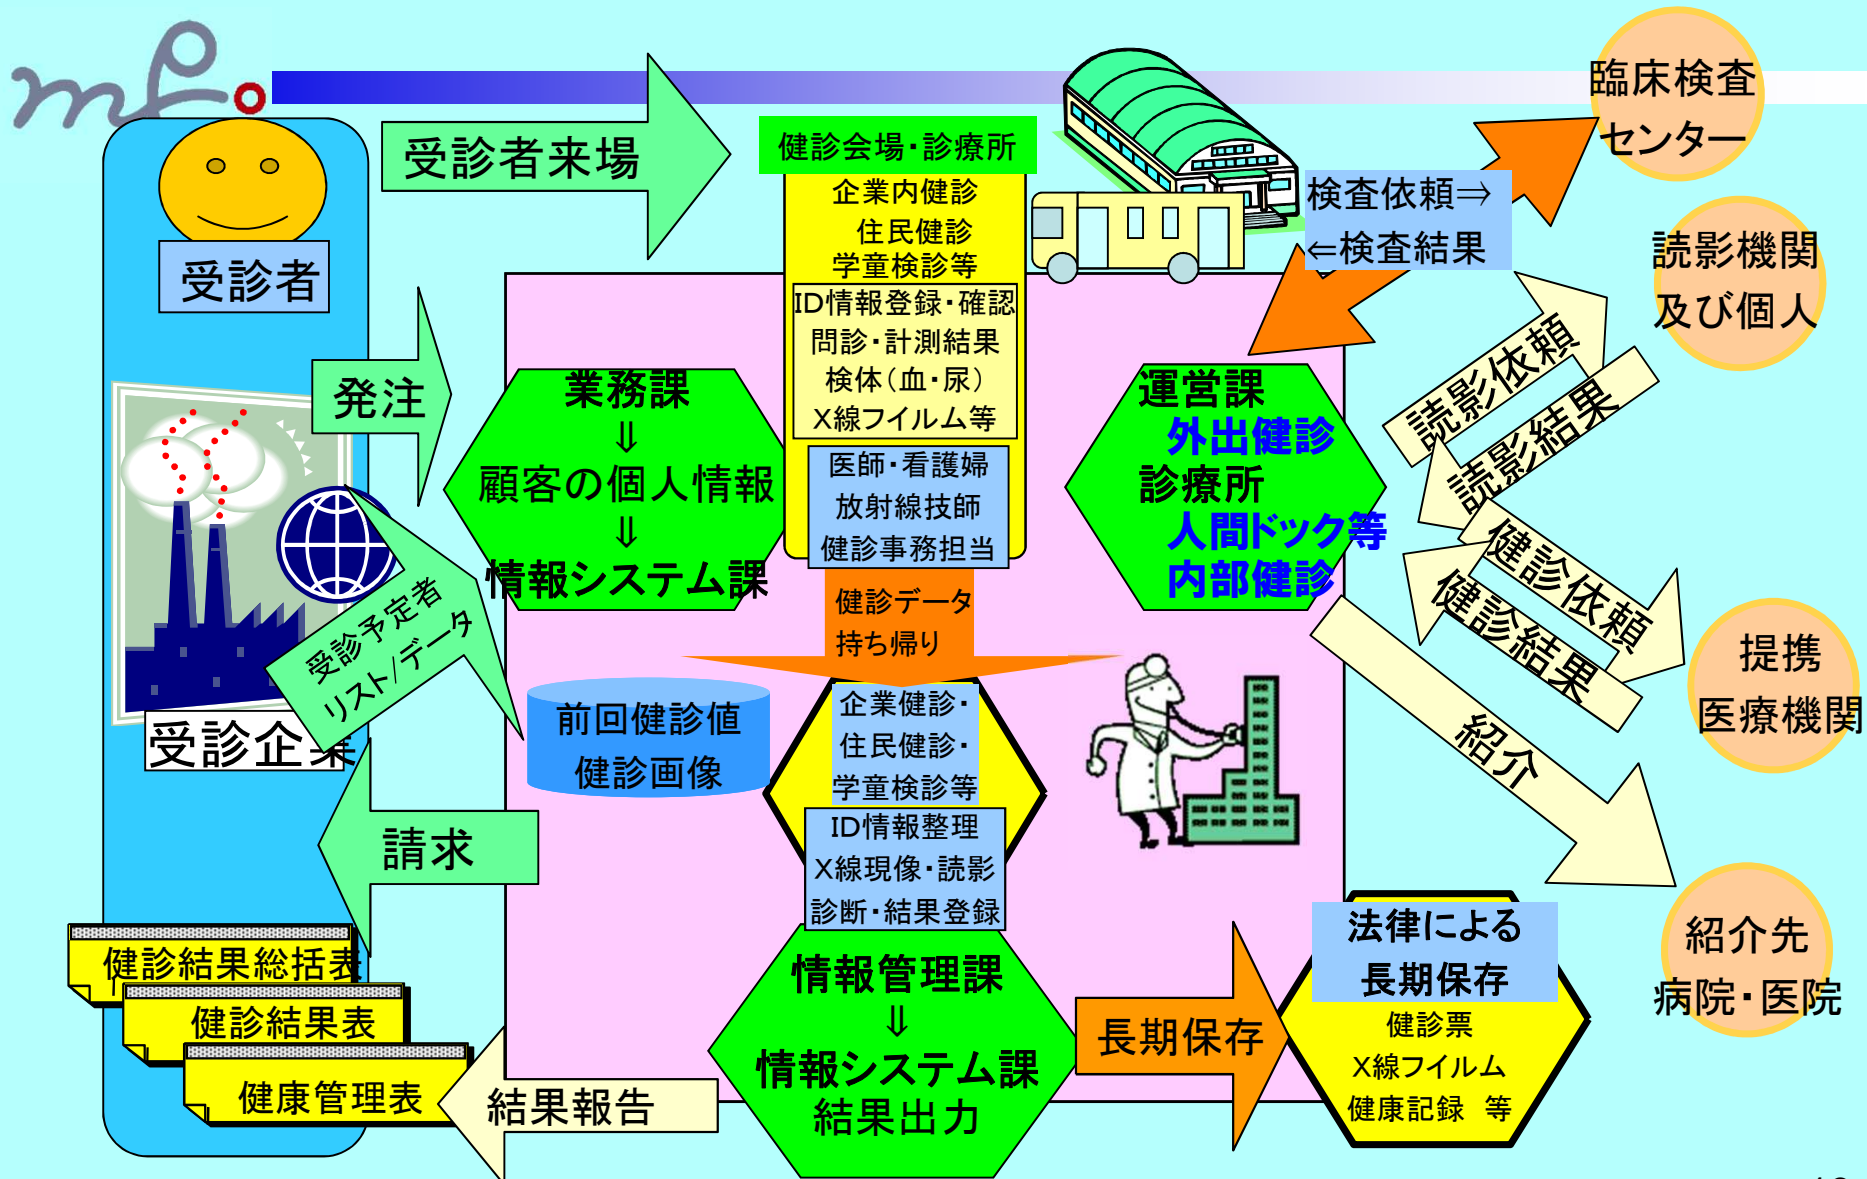 受診者
受診者来場
発注
受診予定者
リスト/データ
受診企業
請求
健診結果総括表
健診結果表
健康管理表
結果報告
健診会場・診療所
企業内健診
住民健診
学童検診等
ID情報登録・確認
問診・計測結果
検体（血・尿）
X線フイルム等
医師・看護婦
放射線技師
健診事務担当
業務課
⇓
顧客の個人情報
⇓
情報システム課
健診データ
持ち帰り
前回健診値
健診画像
企業健診・
住民健診・
学童検診等
ID情報整理
X線現像・読影
診断・結果登録
情報管理課
⇓
情報システム課
結果出力
長期保存
法律による
長期保存
健診票
X線フイルム
健康記録　等
運営課
外出健診
診療所
人間ドック等
内部健診
検査依頼⇒
⇐検査結果
読影依頼
読影結果
健診依頼
健診結果
紹介
臨床検査
センター
読影機関
及び個人
提携
医療機関
紹介先
病院・医院